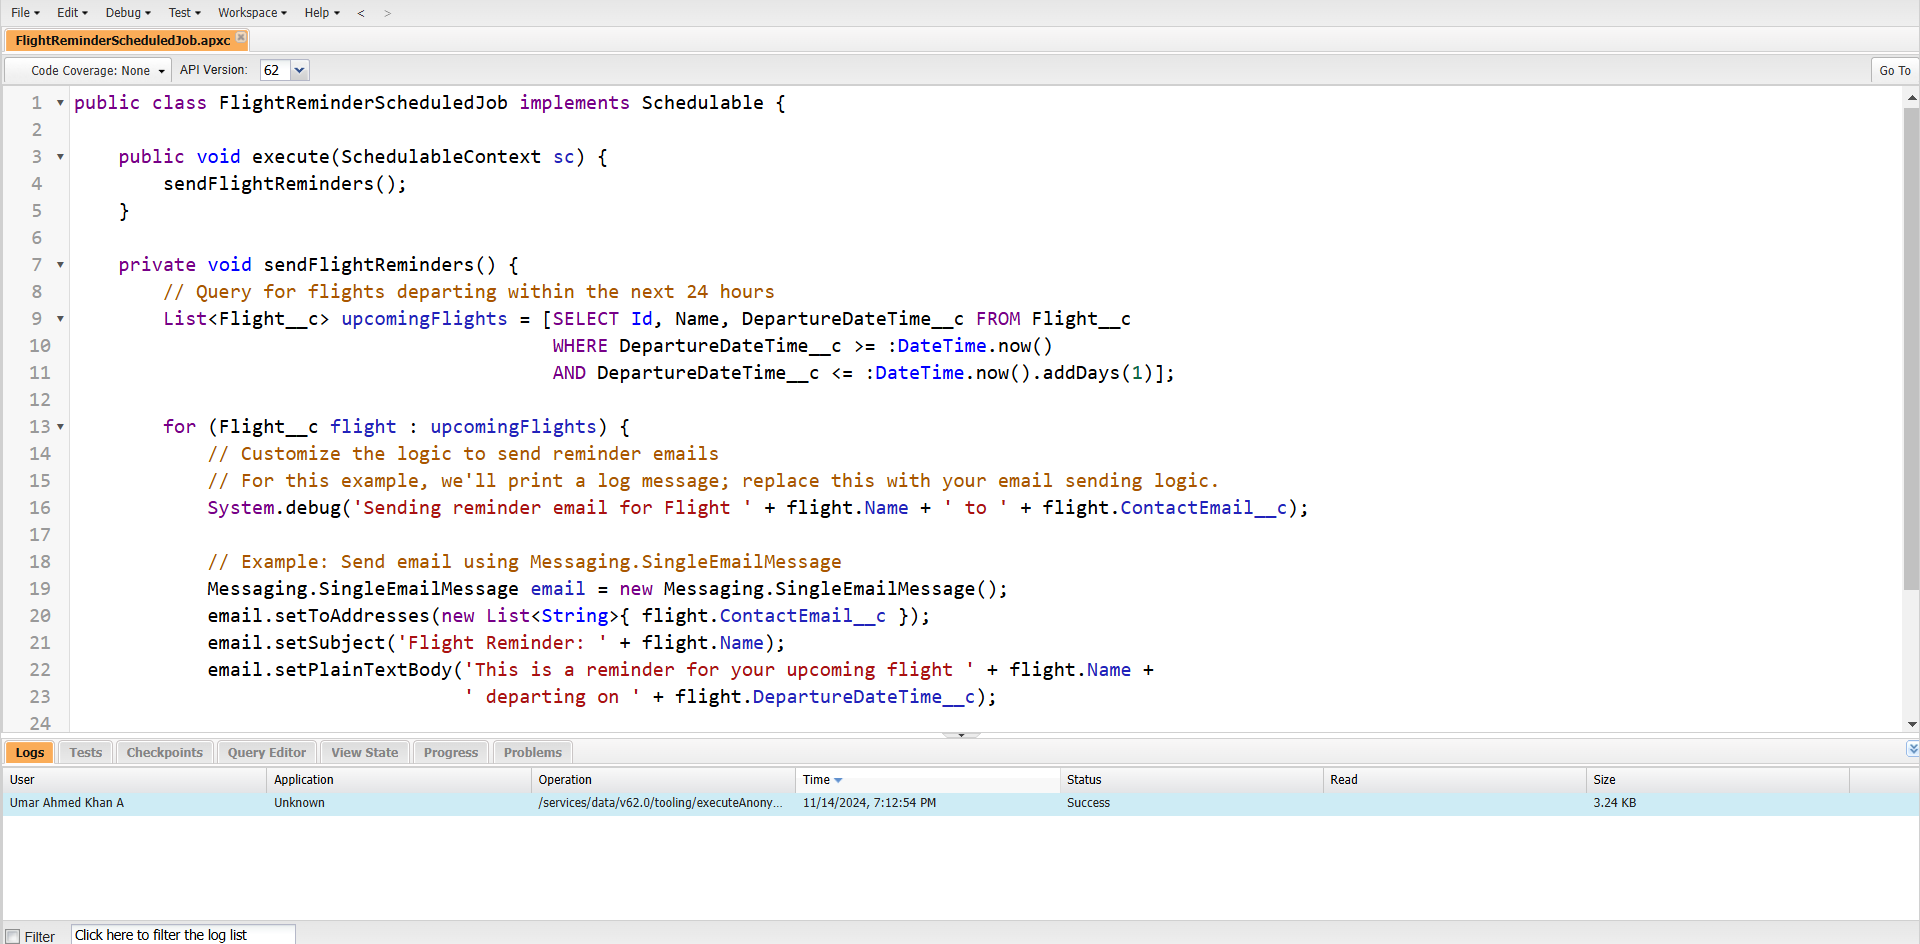 File Edit Debug Test Workspace Help < >
FlightReminderScheduledJob.apxc
Code Coverage: None API Version: 62 Go To
1 public class FlightReminderScheduledJob implements Schedulable {
2
3 public void execute(SchedulableContext sc) {
4 sendFlightReminders();
5 }
6
7 private void sendFlightReminders() {
8 // Query for flights departing within the next 24 hours
9 List<Flight__c> upcomingFlights = [SELECT Id, Name, DepartureDateTime__c FROM Flight__c
10 WHERE DepartureDateTime__c >= :DateTime.now()
11 AND DepartureDateTime__c <= :DateTime.now().addDays(1)];
12
13 for (Flight__c flight : upcomingFlights) {
14 // Customize the logic to send reminder emails
15 // For this example, we'll print a log message; replace this with your email sending logic.
16 System.debug('Sending reminder email for Flight ' + flight.Name + ' to ' + flight.ContactEmail__c);
17
18 // Example: Send email using Messaging.SingleEmailMessage
19 Messaging.SingleEmailMessage email = new Messaging.SingleEmailMessage();
20 email.setToAddresses(new List<String>{ flight.ContactEmail__c });
21 email.setSubject('Flight Reminder: ' + flight.Name);
22 email.setPlainTextBody('This is a reminder for your upcoming flight ' + flight.Name +
23 ' departing on ' + flight.DepartureDateTime__c);
24
Logs Tests Checkpoints Query Editor View State Progress Problems
User Application Operation Time Status Read Size
Umar Ahmed Khan A Unknown /services/data/v62.0/tooling/executeAnony... 11/14/2024, 7:12:54 PM Success 3.24 KB
Filter Click here to filter the log list